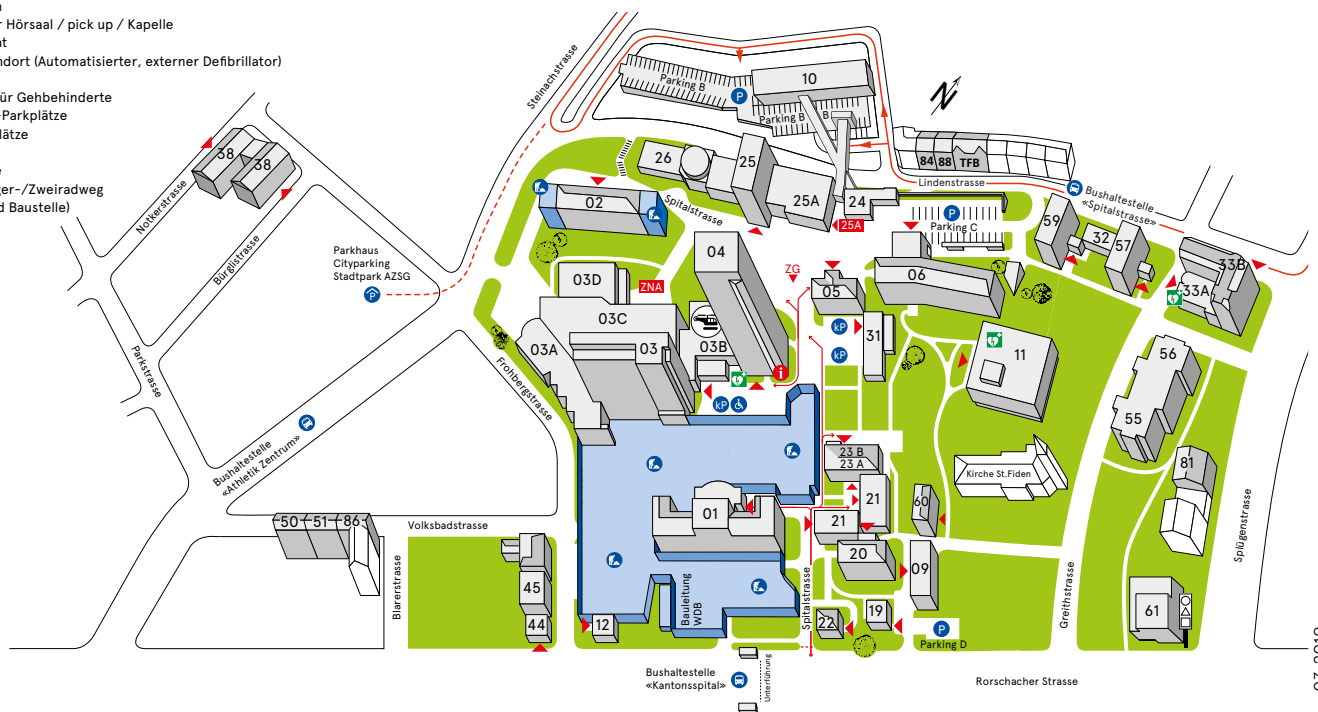 r Hörsaal / pick up / Kapelle
ndort (Automatisierter, externer Defibrillator)
ür Gehbehinderte
-Parkplätze
lätze
ger-/Zweiradweg
d Baustelle)
Steinachstrasse
Parking B
P
10
Parking B
B
N
84
88
TFB
Lindenstrasse
Bushaltestelle
«Spitalstrasse»
38
38
Notkerstrasse
Bürglistrasse
Parkstrasse
26
25
25A
24
25A
02
Spitalstrasse
P
Parking C
59
32
57
33B
33A
Parkhaus
Cityparking
Stadtpark AZSG
P
04
03D
ZNA
ZG
05
06
03C
03B
03A
03
kP
kP
31
11
56
55
i
kP
Frohbergstrasse
Bushaltestelle
«Athletik Zentrum»
23 B
23 A
Kirche St.Fiden
81
21
60
21
01
50
51
86
Volksbadstrasse
Blarerstrasse
20
09
45
44
12
Bauleitung
WDB
Spitalstrasse
22
19
P
Parking D
61
Greithstrasse
Splügenstrasse
Bushaltestelle
«Kantonsspital»
Unterführung
Rorschacher Strasse